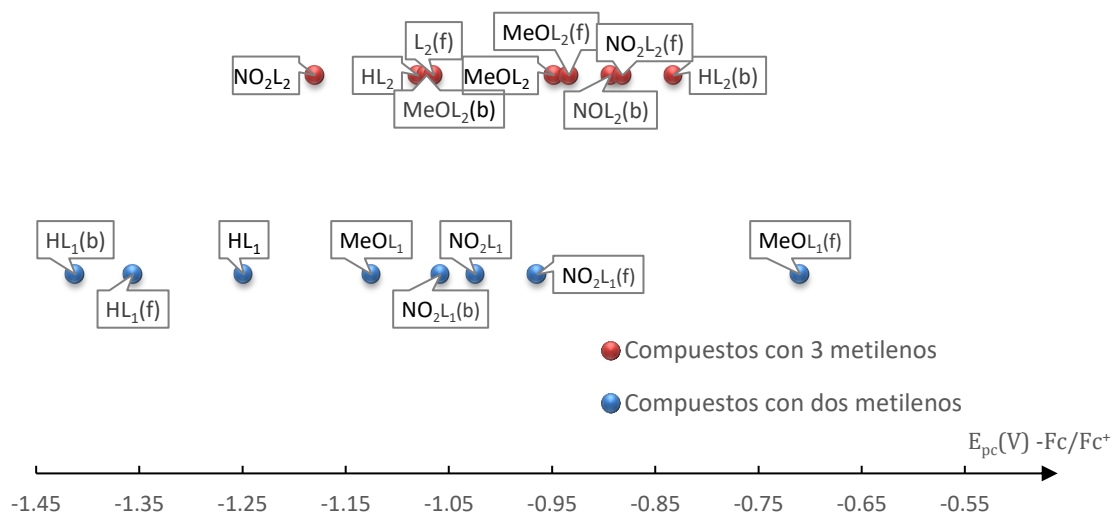 MeOL₂(f)
L₂(f)
NO₂L₂(f)
NO₂L₂
HL₂
MeOL₂
HL₂(b)
MeOL₂(b)
NOL₂(b)
HL₁(b)
HL₁
MeOL₁
NO₂L₁
MeOL₁(f)
HL₁(f)
NO₂L₁(b)
NO₂L₁(f)
Compuestos con 3 metilenos
Compuestos con dos metilenos
Epc(V) -Fc/Fc⁺
-1.45 -1.35 -1.25 -1.15 -1.05 -0.95 -0.85 -0.75 -0.65 -0.55